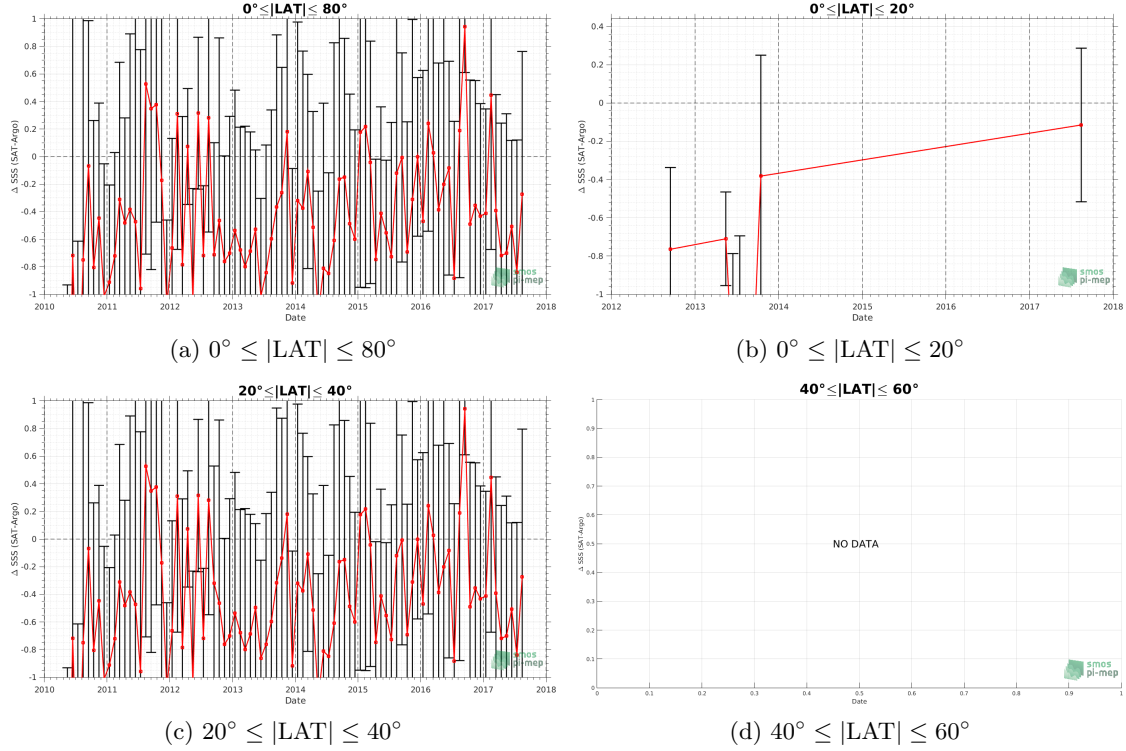 0°≤|LAT|≤ 80°
Δ SSS (SAT-Argo)
1
0.8
0.6
0.4
0.2
0
-0.2
-0.4
-0.6
-0.8
-1
2010 2011 2012 2013 2014 2015 2016 2017 2018
Date
smos
pi-mep
(a) 0° ≤ |LAT| ≤ 80°
0°≤|LAT|≤ 20°
Δ SSS (SAT-Argo)
0.4
0.2
0
-0.2
-0.4
-0.6
-0.8
-1
2012 2013 2014 2015 2016 2017 2018
Date
smos
pi-mep
(b) 0° ≤ |LAT| ≤ 20°
20°≤|LAT|≤ 40°
Δ SSS (SAT-Argo)
1
0.8
0.6
0.4
0.2
0
-0.2
-0.4
-0.6
-0.8
-1
2010 2011 2012 2013 2014 2015 2016 2017 2018
Date
smos
pi-mep
(c) 20° ≤ |LAT| ≤ 40°
40°≤|LAT|≤ 60°
Δ SSS (SAT-Argo)
1
0.9
0.8
0.7
0.6
0.5
0.4
0.3
0.2
0.1
0
NO DATA
0 0.1 0.2 0.3 0.4 0.5 0.6 0.7 0.8 0.9 1
Date
smos
pi-mep
(d) 40° ≤ |LAT| ≤ 60°